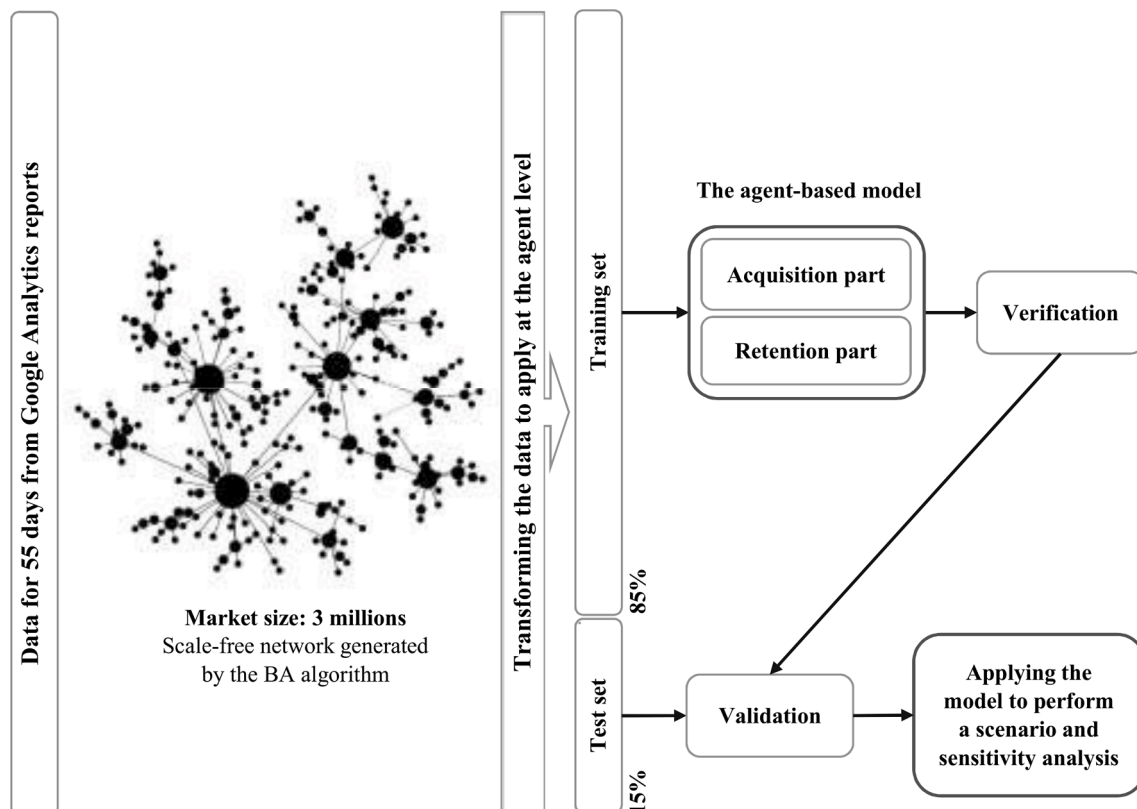 Data for 55 days from Google Analytics reports
Market size: 3 millions
Scale-free network generated
by the BA algorithm
Transforming the data to apply at the agent level
Training set
85%
The agent-based model
Acquisition part
Retention part
Verification
Test set
15%
Validation
Applying the
model to perform
a scenario and
sensitivity analysis